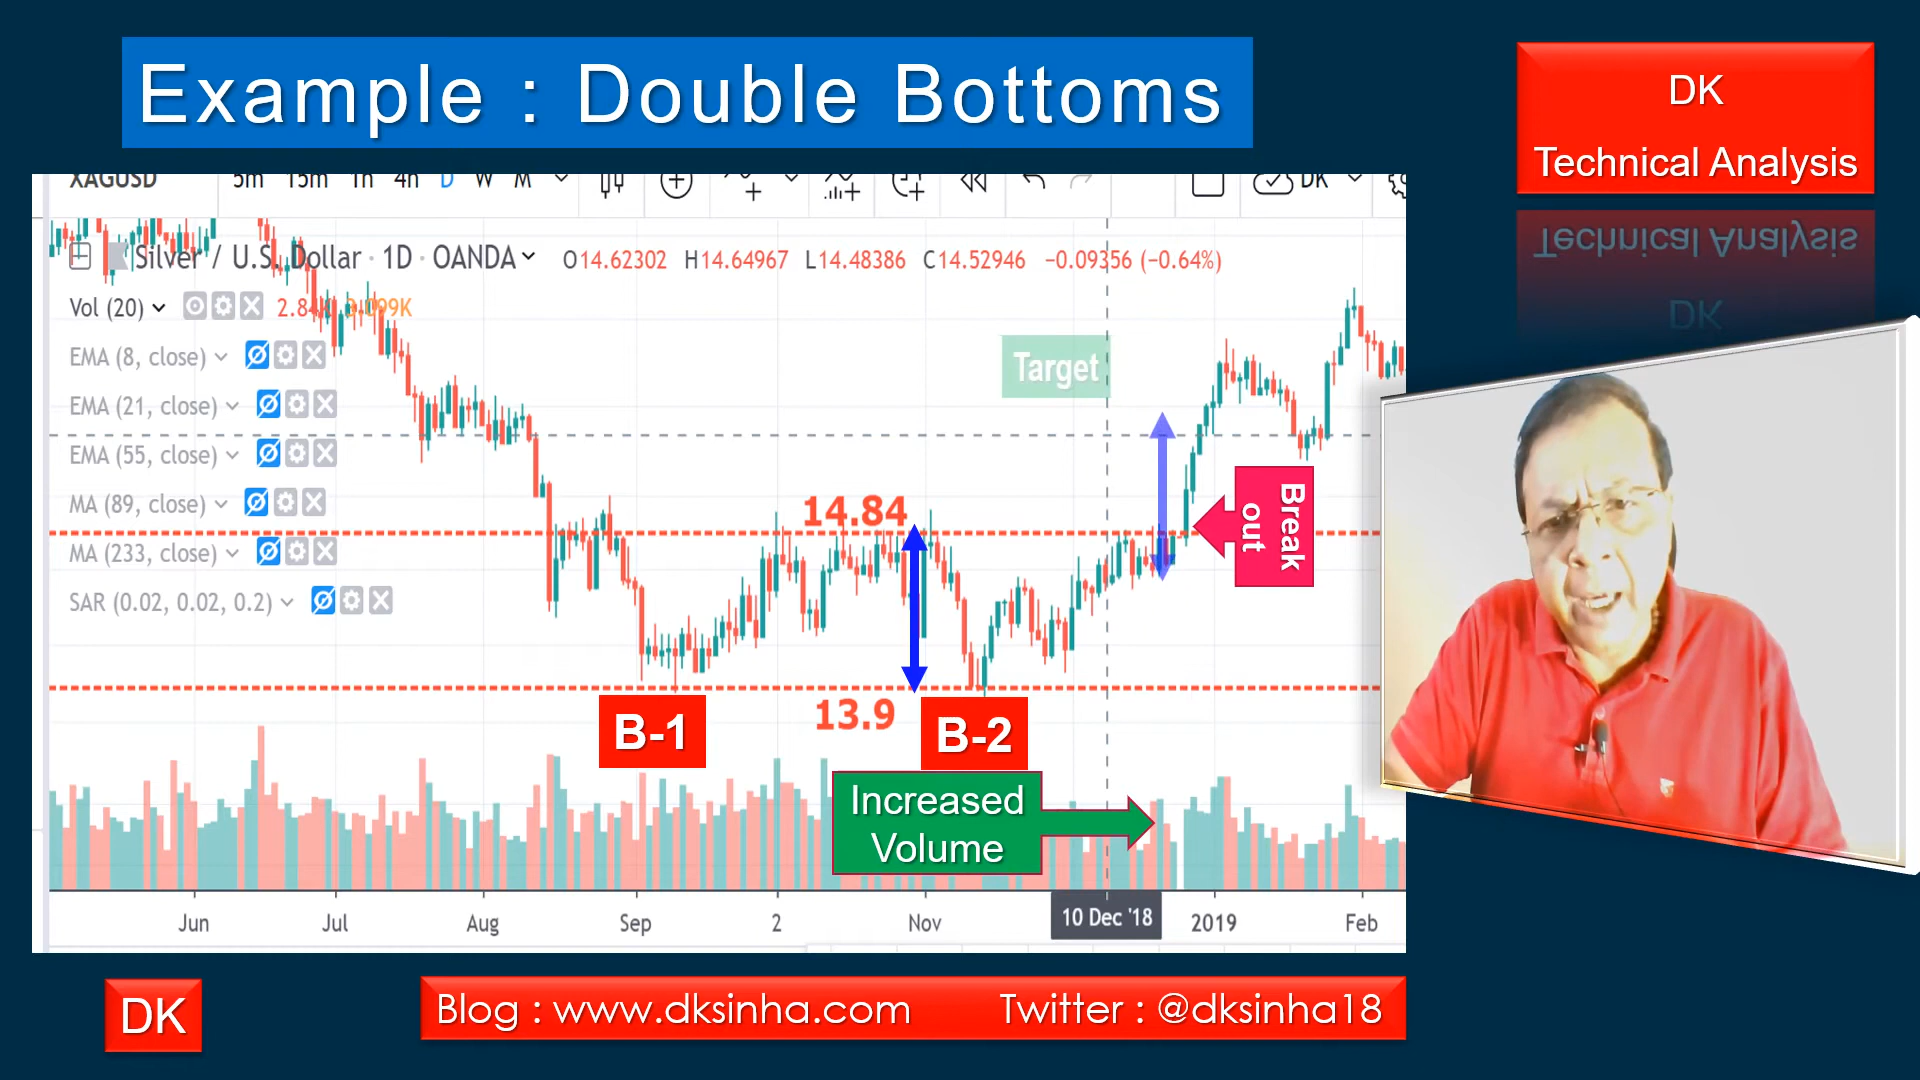 Example : Double Bottoms
DK
Technical Analysis
XAGUSD 5m 15m 1h 4h D W M DK
Silver / U.S. Dollar · 1D · OANDA O14.62302 H14.64967 L14.48386 C14.52946 −0.09356 (−0.64%)
Vol (20)
EMA (8, close)
EMA (21, close)
EMA (55, close)
MA (89, close)
MA (233, close)
SAR (0.02, 0.02, 0.2)
Target
14.84
Break
out
13.9
B-1
B-2
Increased
Volume
Jun Jul Aug Sep 2 Nov 10 Dec '18 2019 Feb
DK
Blog : www.dksinha.com Twitter : @dksinha18